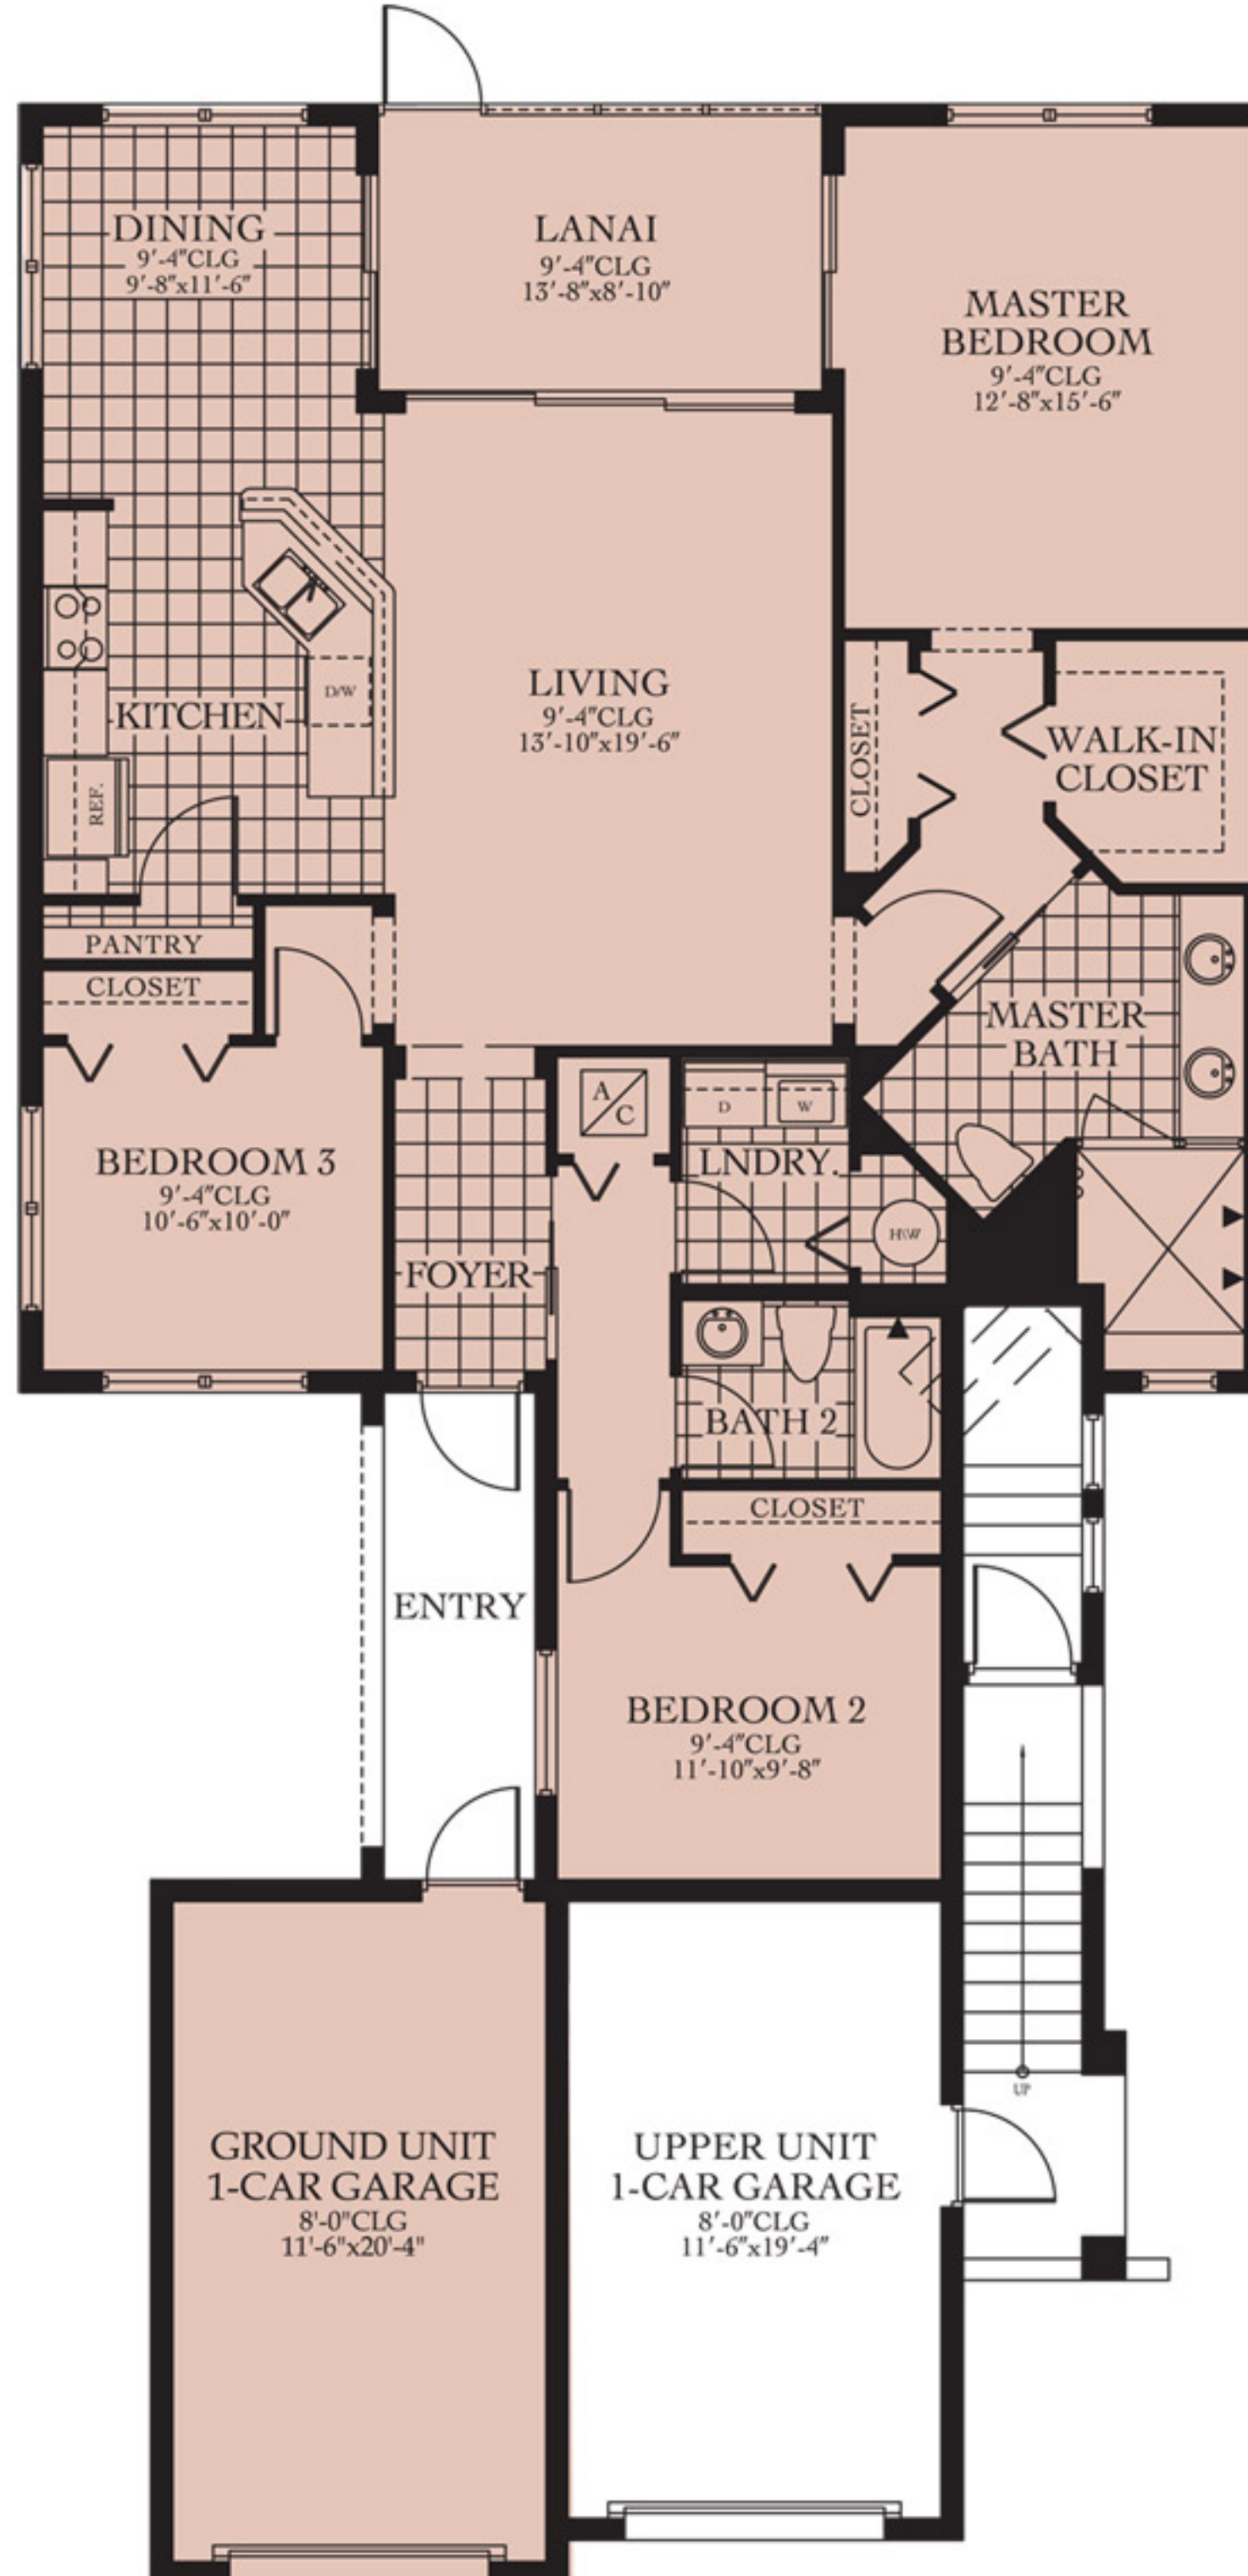 DINING
9'-4"CLG
9'-8"x11'-6"
LANAI
9'-4"CLG
13'-8"x8'-10"
MASTER
BEDROOM
9'-4"CLG
12'-8"x15'-6"
D/W
KITCHEN
REF.
LIVING
9'-4"CLG
13'-10"x19'-6"
CLOSET
WALK-IN
CLOSET
PANTRY
CLOSET
MASTER
BATH
A
C
D
W
BEDROOM 3
9'-4"CLG
10'-6"x10'-0"
LNDRY.
H\W
FOYER
BATH 2
CLOSET
ENTRY
BEDROOM 2
9'-4"CLG
11'-10"x9'-8"
UP
GROUND UNIT
1-CAR GARAGE
8'-0"CLG
11'-6"x20'-4"
UPPER UNIT
1-CAR GARAGE
8'-0"CLG
11'-6"x19'-4"